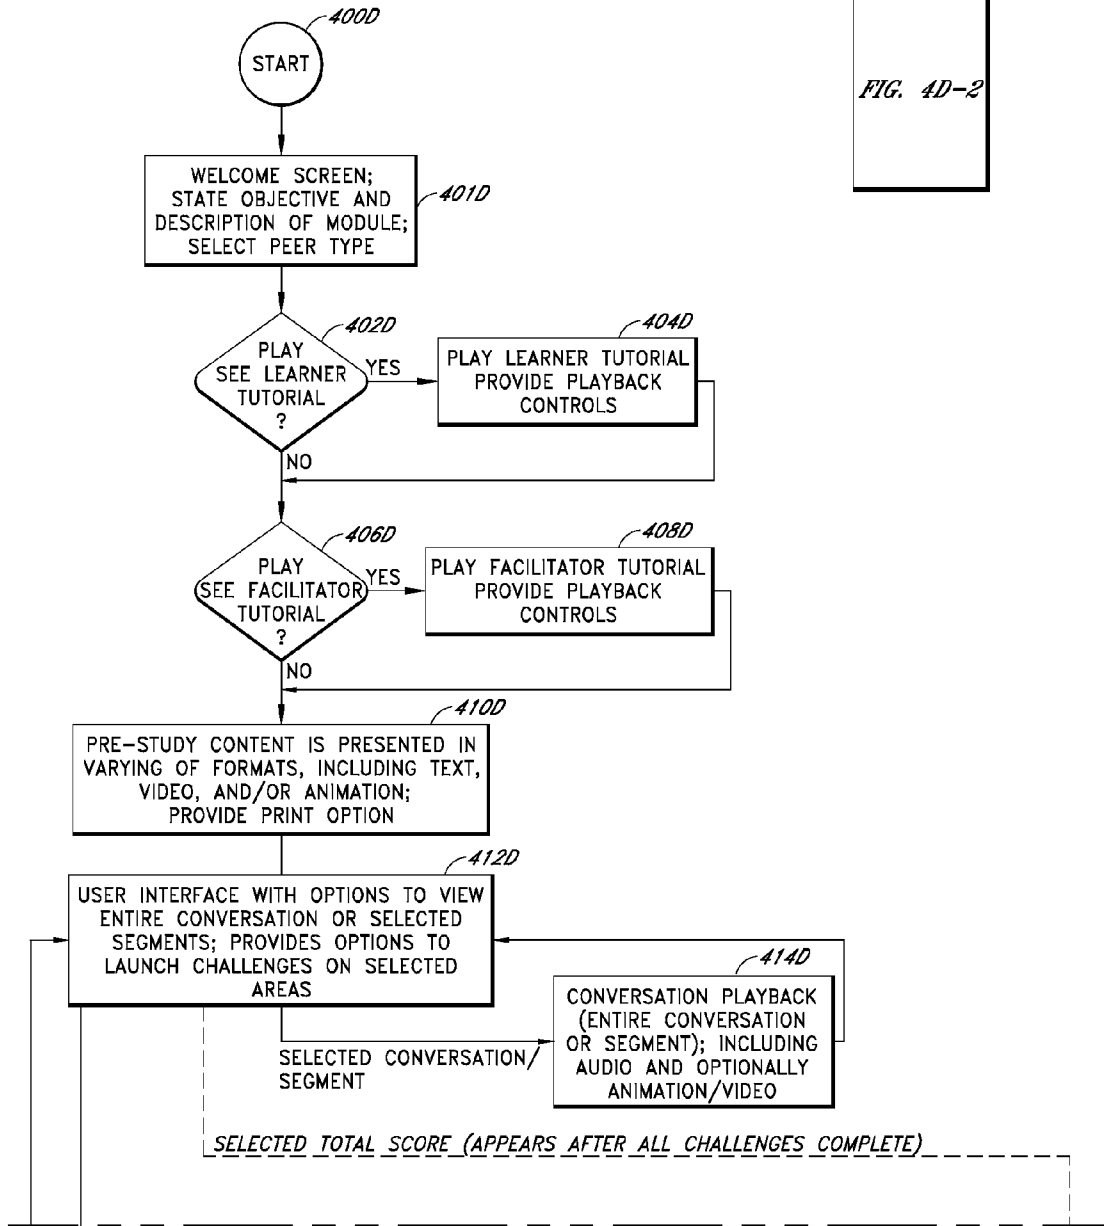 400D
START
FIG. 4D-2
WELCOME SCREEN;
STATE OBJECTIVE AND
DESCRIPTION OF MODULE;
SELECT PEER TYPE
401D
402D
PLAY
SEE LEARNER
TUTORIAL
?
YES
NO
404D
PLAY LEARNER TUTORIAL
PROVIDE PLAYBACK
CONTROLS
406D
PLAY
SEE FACILITATOR
TUTORIAL
?
YES
NO
408D
PLAY FACILITATOR TUTORIAL
PROVIDE PLAYBACK
CONTROLS
410D
PRE-STUDY CONTENT IS PRESENTED IN
VARYING OF FORMATS, INCLUDING TEXT,
VIDEO, AND/OR ANIMATION;
PROVIDE PRINT OPTION
412D
USER INTERFACE WITH OPTIONS TO VIEW
ENTIRE CONVERSATION OR SELECTED
SEGMENTS; PROVIDES OPTIONS TO
LAUNCH CHALLENGES ON SELECTED
AREAS
414D
CONVERSATION PLAYBACK
(ENTIRE CONVERSATION
OR SEGMENT); INCLUDING
AUDIO AND OPTIONALLY
ANIMATION/VIDEO
SELECTED CONVERSATION/
SEGMENT
SELECTED TOTAL SCORE (APPEARS AFTER ALL CHALLENGES COMPLETE)